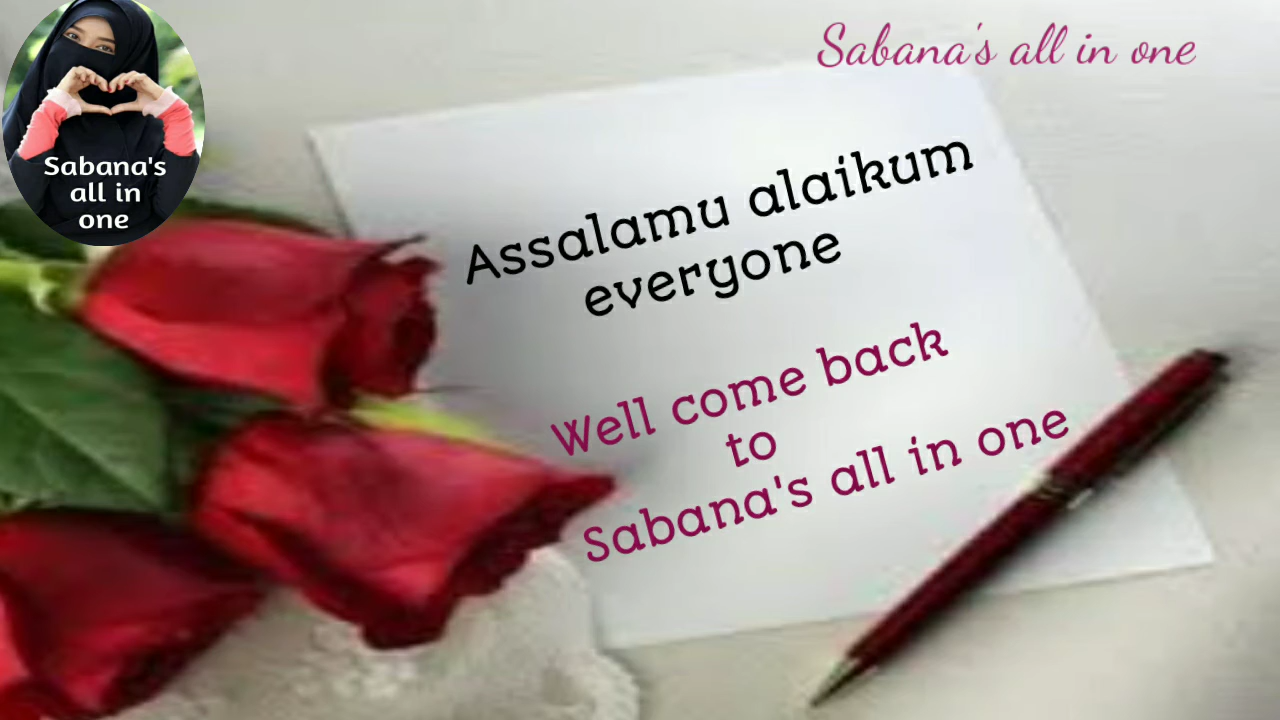 Sabana's all in one
Sabana's
all in
one
Assalamu alaikum
everyone
Well come back
to
Sabana's all in one